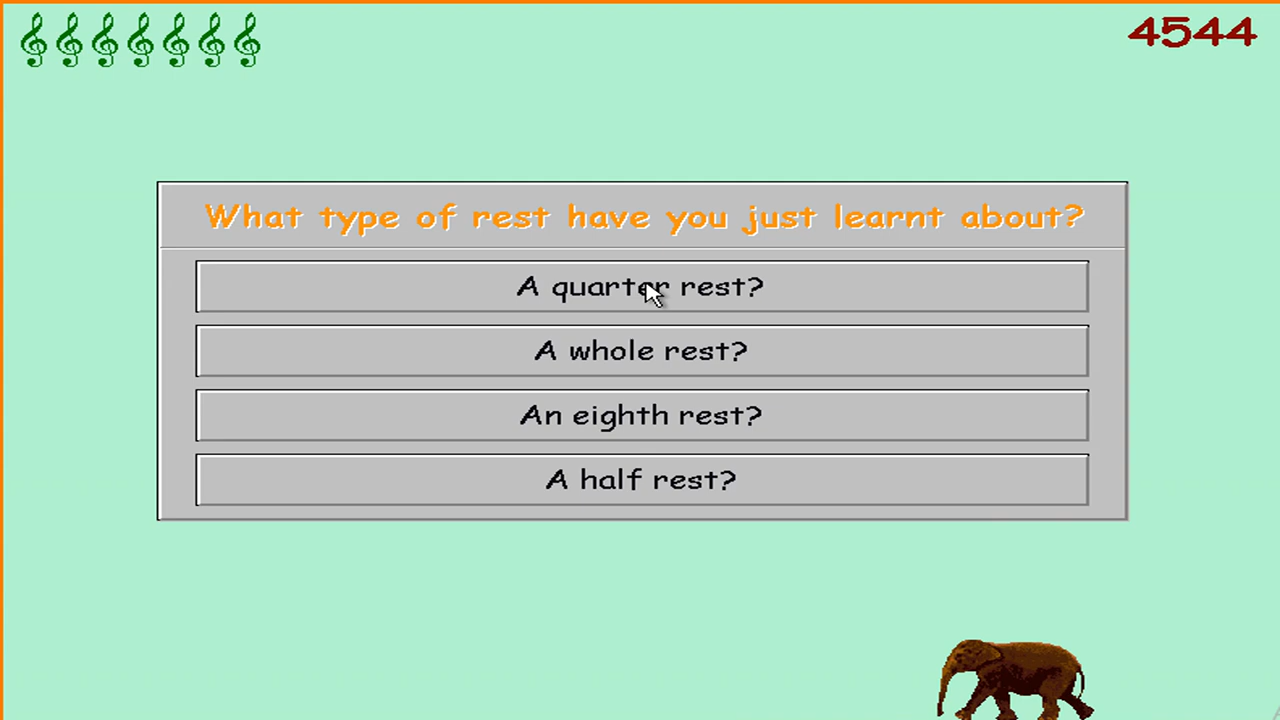 4544
What type of rest have you just learnt about?
A quarter rest?
A whole rest?
An eighth rest?
A half rest?